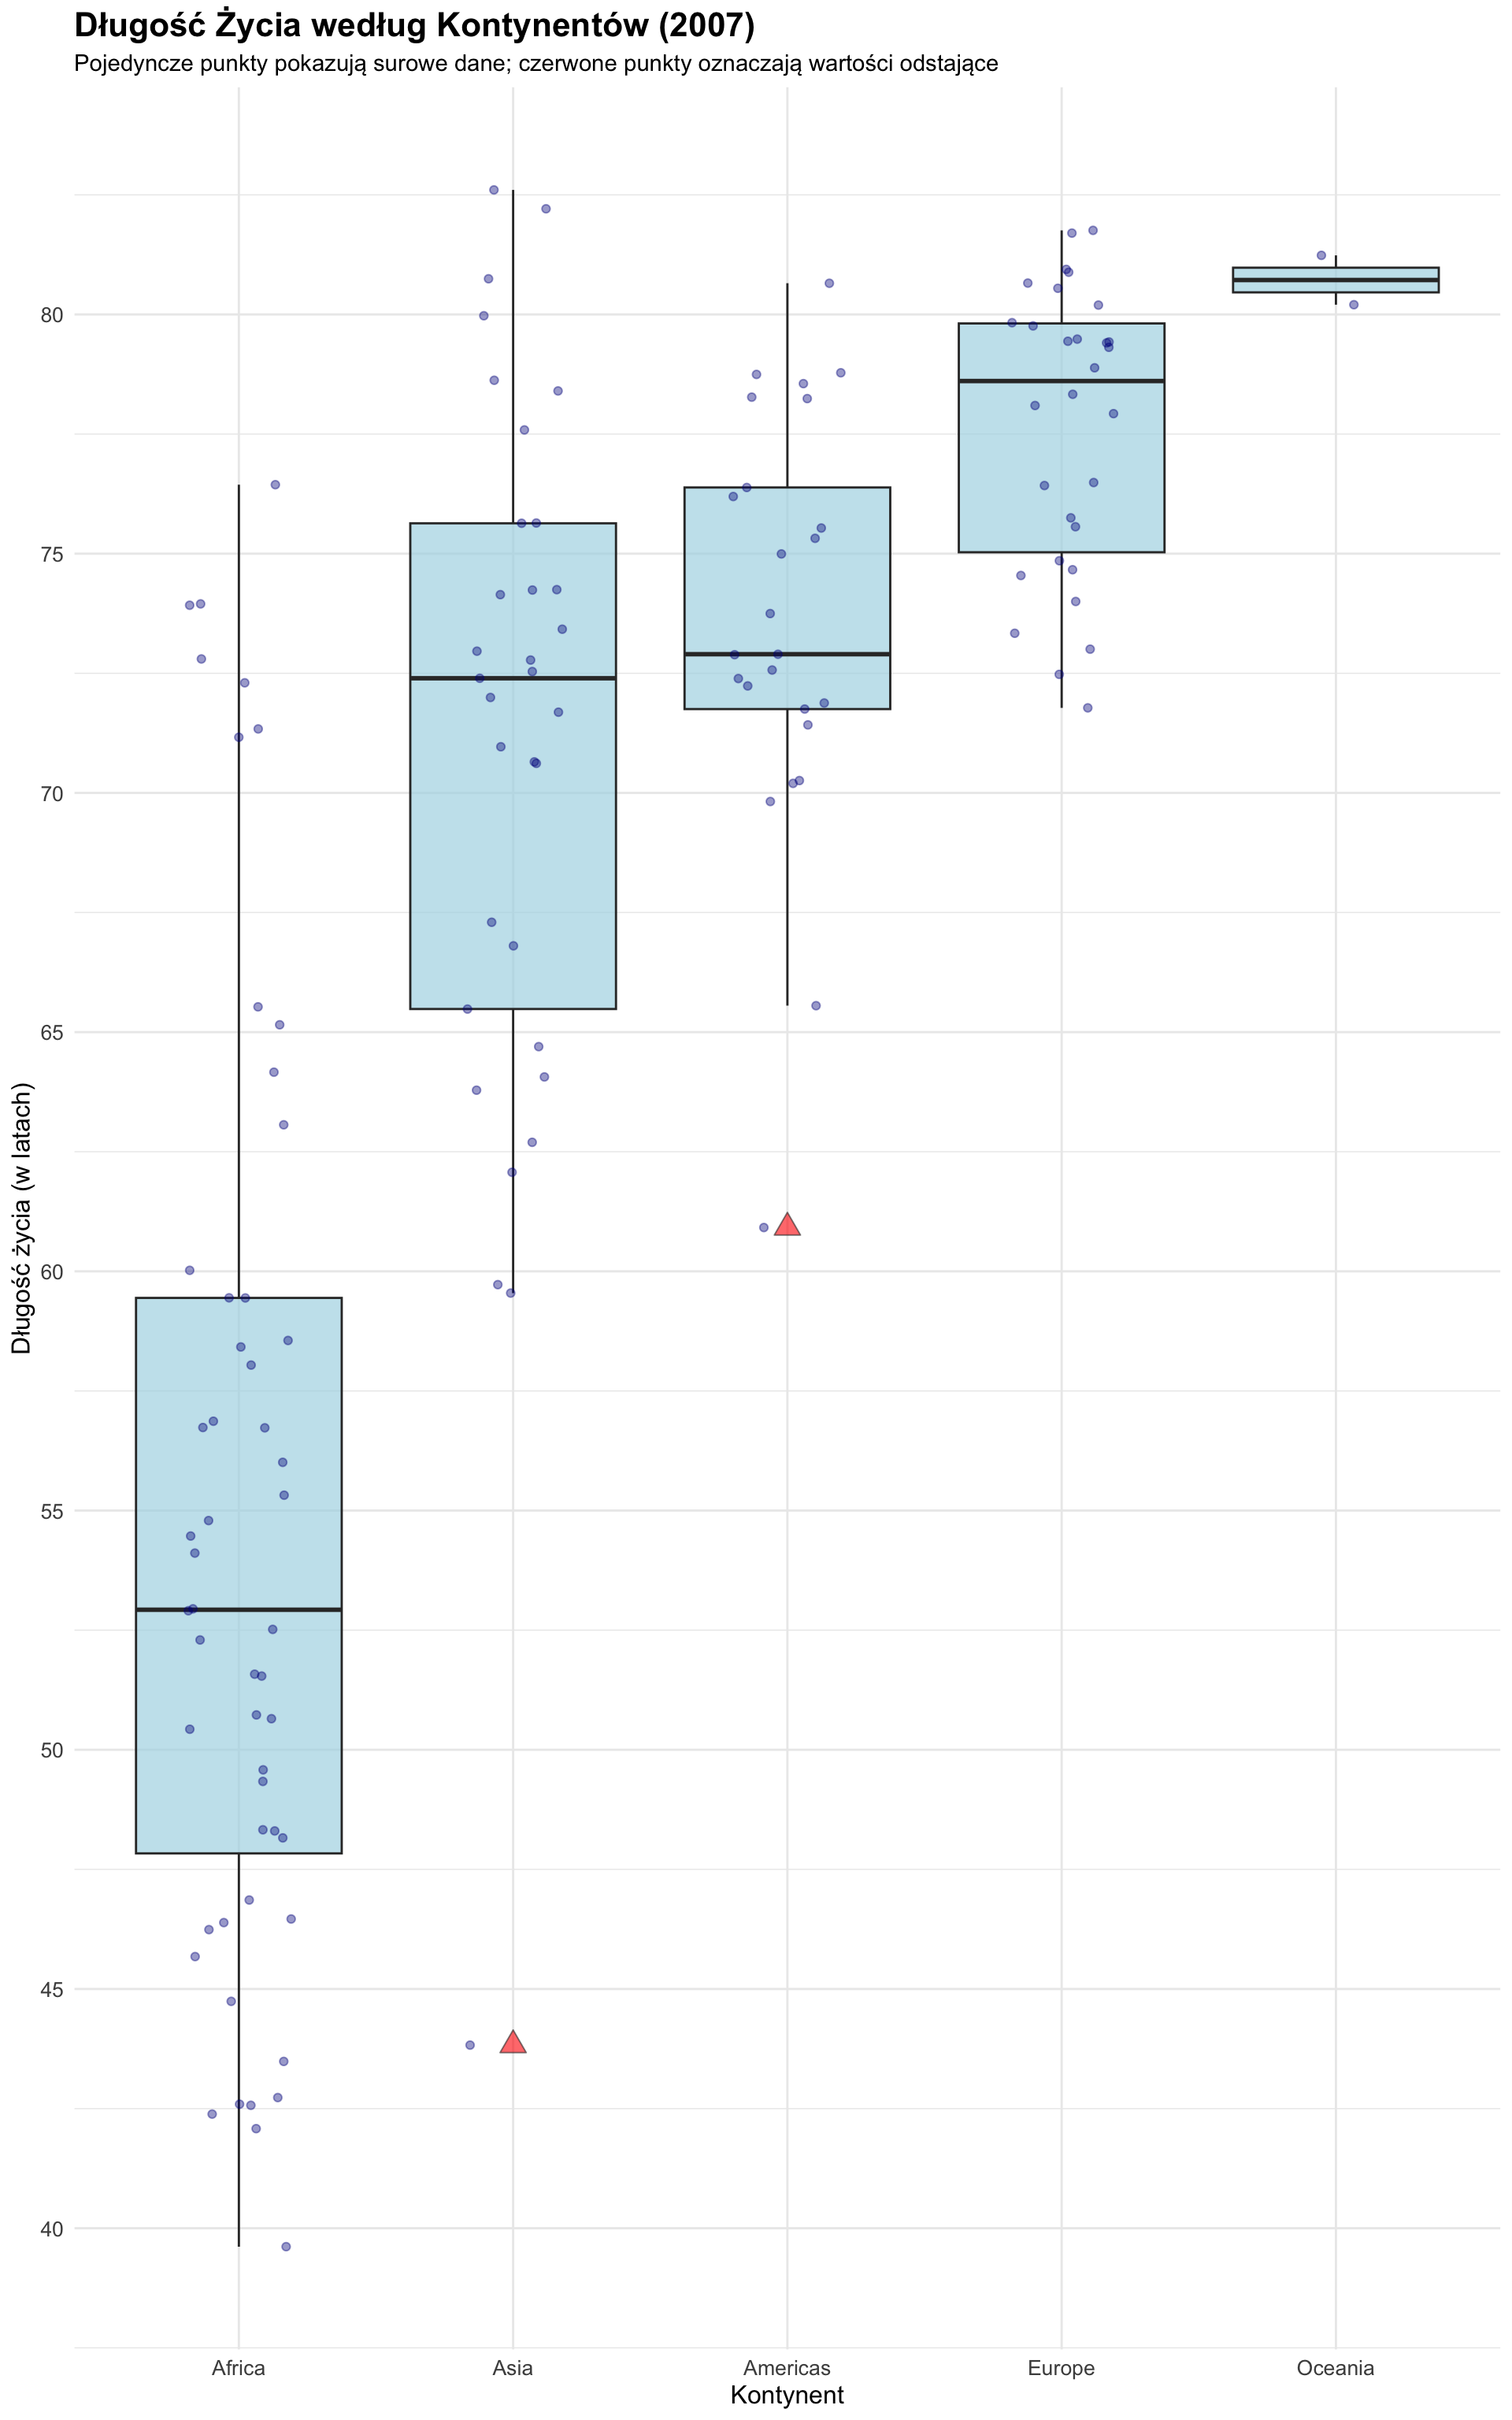 Długość Życia według Kontynentów (2007)
Pojedyncze punkty pokazują surowe dane; czerwone punkty oznaczają wartości odstające
Długość życia (w latach)
80
75
70
65
60
55
50
45
40
Africa
Asia
Americas
Europe
Oceania
Kontynent